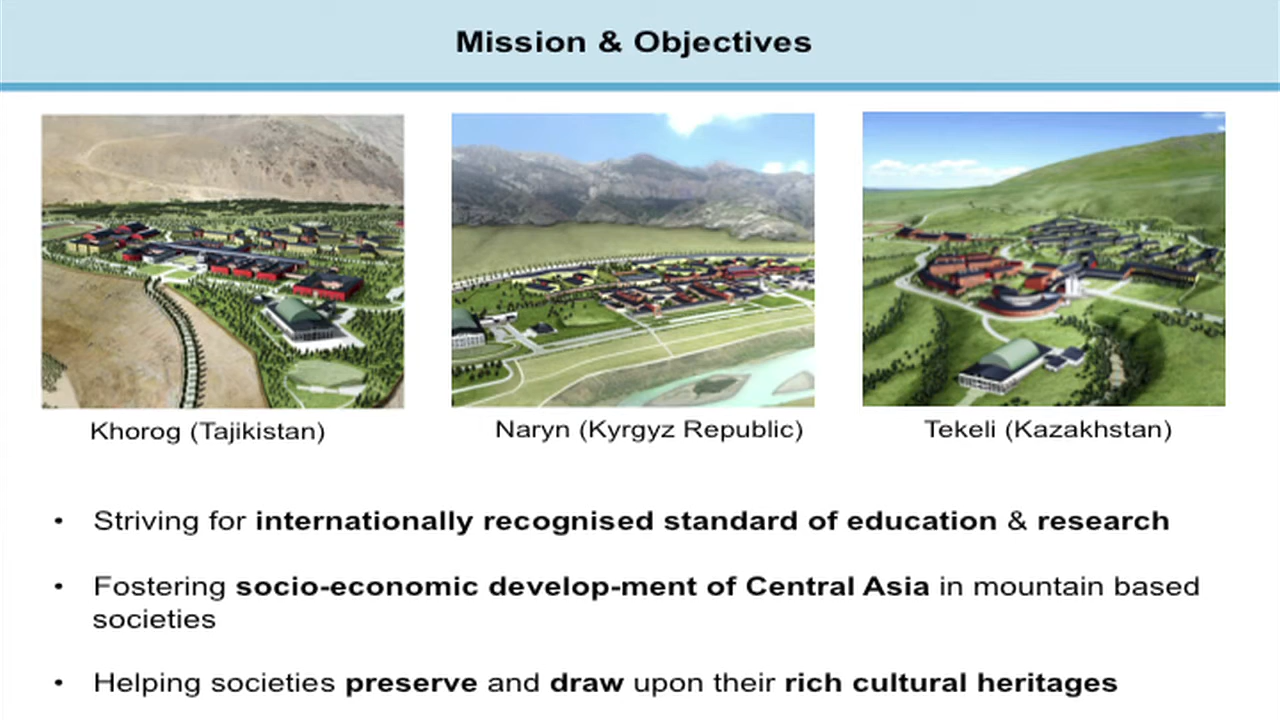 Mission & Objectives
Khorog (Tajikistan)
Naryn (Kyrgyz Republic)
Tekeli (Kazakhstan)
• Striving for internationally recognised standard of education & research
• Fostering socio-economic develop-ment of Central Asia in mountain based
societies
• Helping societies preserve and draw upon their rich cultural heritages